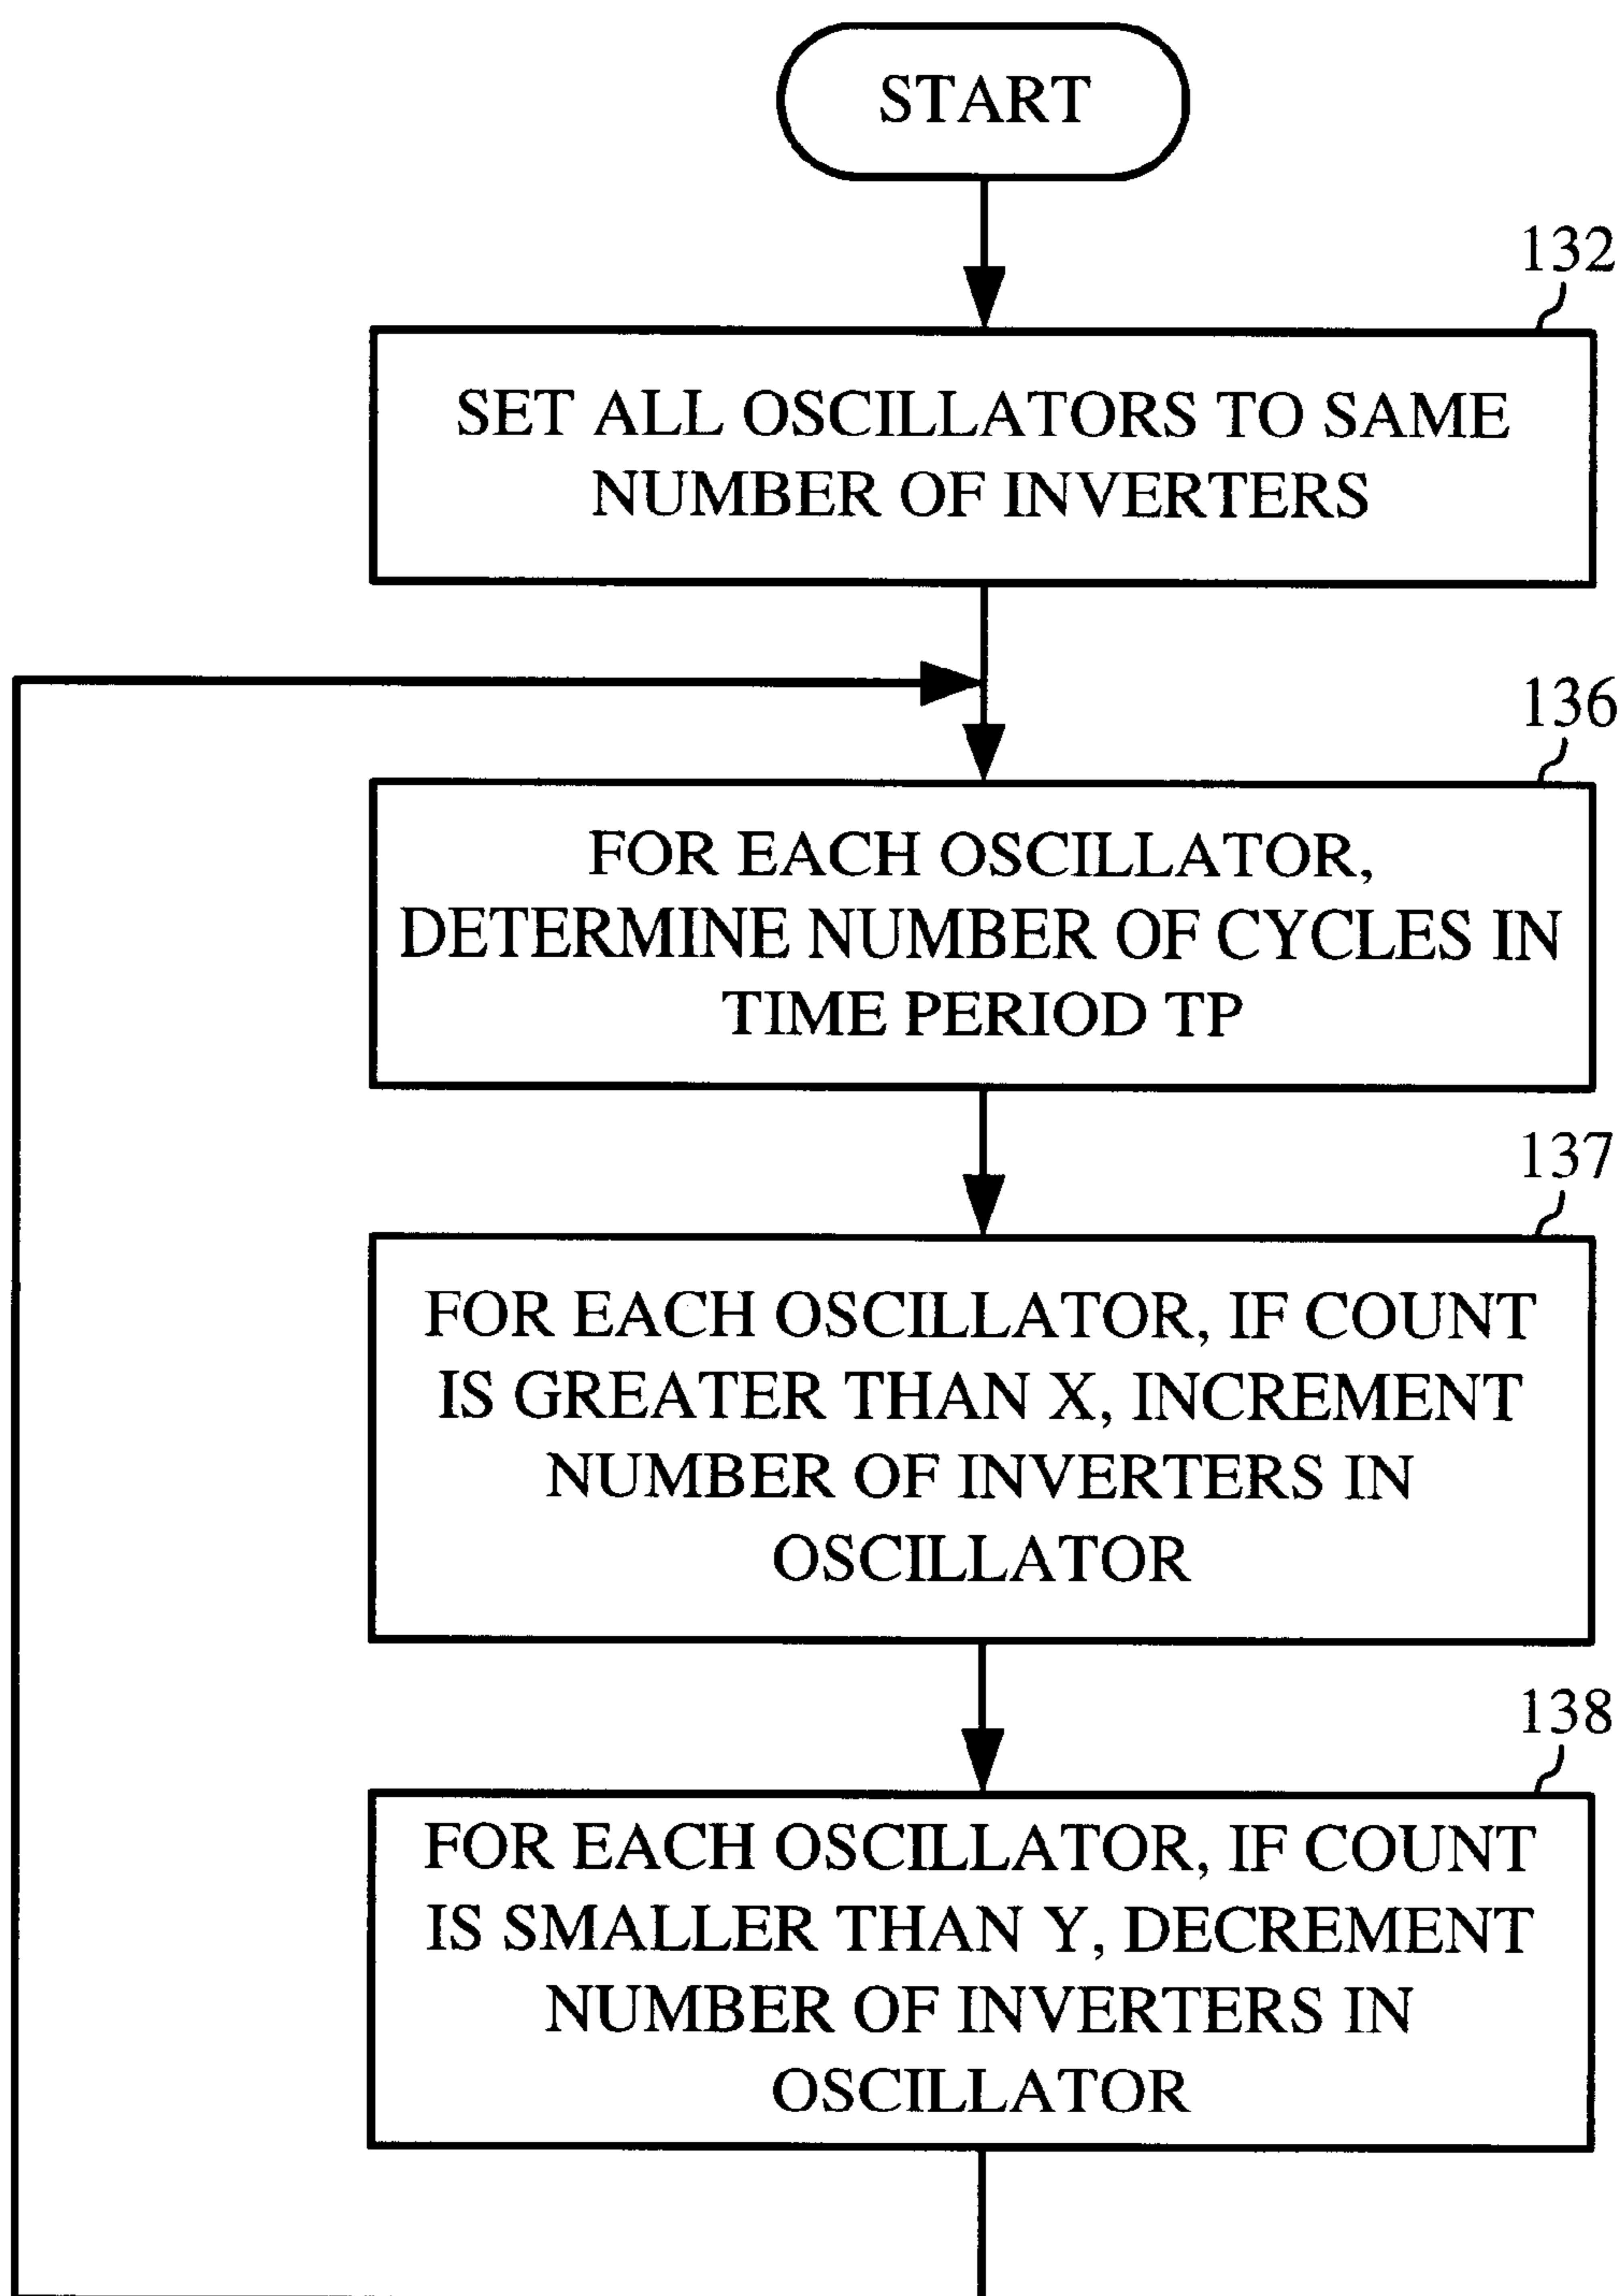 START
132
SET ALL OSCILLATORS TO SAME
NUMBER OF INVERTERS
136
FOR EACH OSCILLATOR,
DETERMINE NUMBER OF CYCLES IN
TIME PERIOD TP
137
FOR EACH OSCILLATOR, IF COUNT
IS GREATER THAN X, INCREMENT
NUMBER OF INVERTERS IN
OSCILLATOR
138
FOR EACH OSCILLATOR, IF COUNT
IS SMALLER THAN Y, DECREMENT
NUMBER OF INVERTERS IN
OSCILLATOR